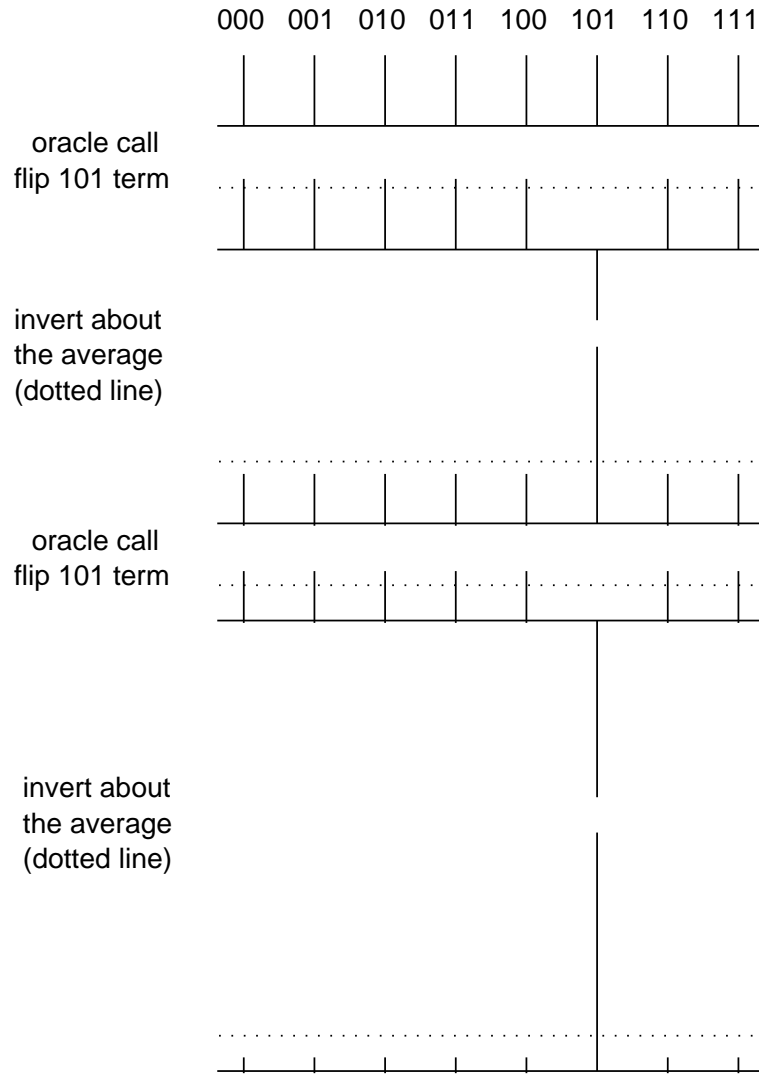 000 001 010 011 100 101 110 111
oracle call
flip 101 term
invert about
the average
(dotted line)
oracle call
flip 101 term
invert about
the average
(dotted line)